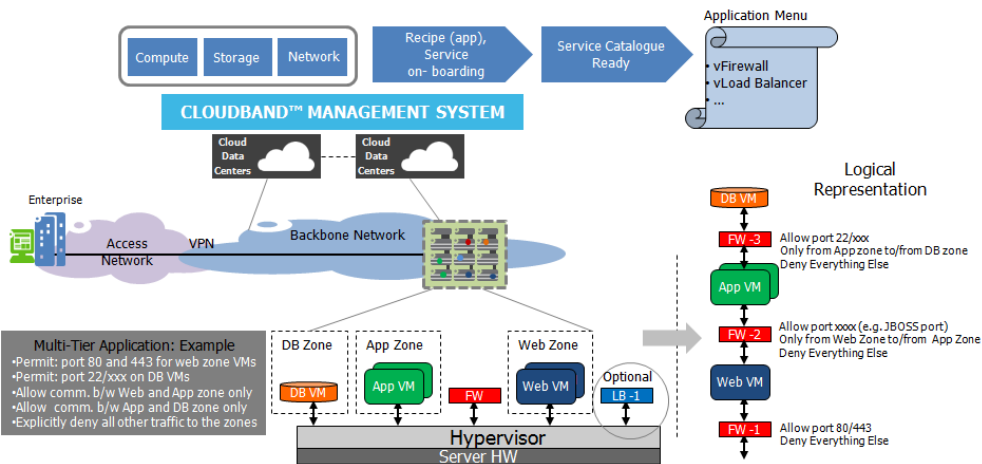 Application Menu
Compute
Storage
Network
Recipe (app),
Service
on- boarding
Service Catalogue
Ready
• vFirewall
• vLoad Balancer
• ...
CLOUDBAND™ MANAGEMENT SYSTEM
Cloud
Data
Centers
Cloud
Data
Centers
Logical
Representation
Enterprise
Access
Network
VPN
Backbone Network
DB VM
FW -3
Allow port 22/xxx
Only from App zone to/from DB zone
Deny Everything Else
App VM
FW -2
Allow port xxxx (e.g. JBOSS port)
Only from Web Zone to/from App Zone
Deny Everything Else
Web VM
FW -1
Allow port 80/443
Deny Everything Else
Multi-Tier Application: Example
•Permit: port 80 and 443 for web zone VMs
•Permit: port 22/xxx on DB VMs
•Allow comm. b/w Web and App zone only
•Allow comm. b/w App and DB zone only
•Explicitly deny all other traffic to the zones
DB Zone
App Zone
Web Zone
Optional
DB VM
App VM
FW
Web VM
LB -1
Hypervisor
Server HW